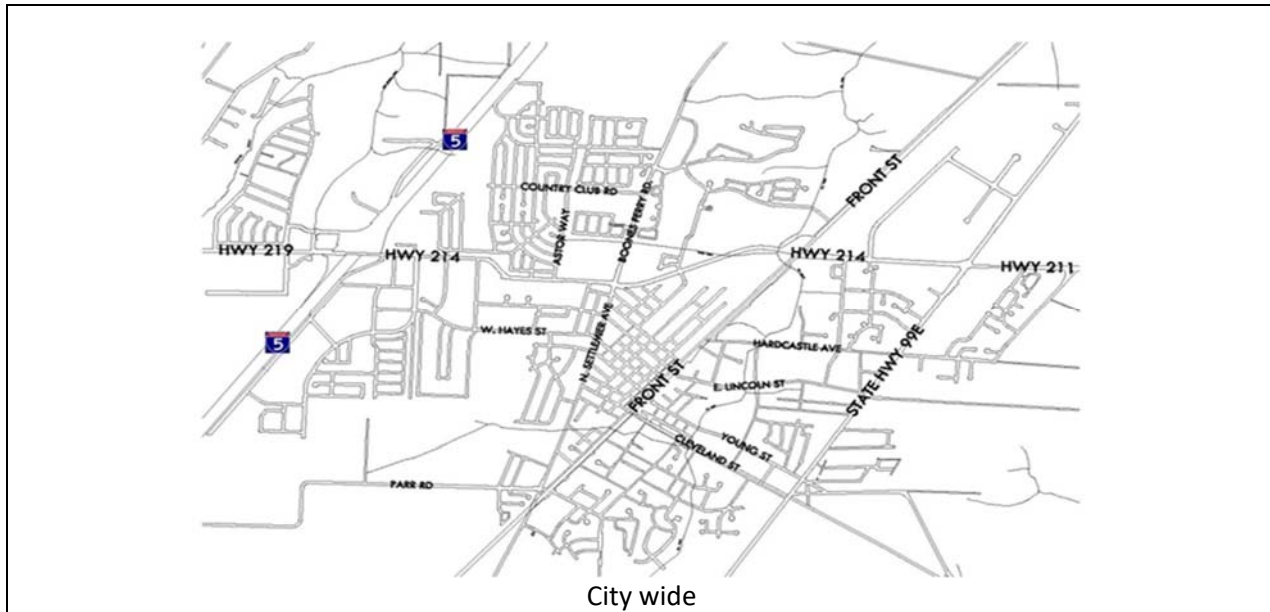 5
COUNTRY CLUB RD
ASTOR WAY
BOONES FERRY RD.
FRONT ST
HWY 219
HWY 214
HWY 214
HWY 211
5
W. HAYES ST
N. SETTLEMIER AVE
HARDCASTLE AVE
FRONT ST
E. LINCOLN ST
STATE HWY 99E
YOUNG ST
CLEVELAND ST
PARR RD
City wide